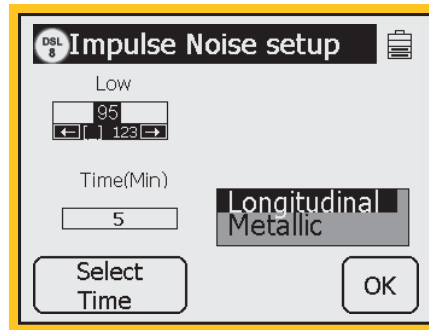 DSL
8
Impulse Noise setup
Low
95
←[ ] 123→
Time(Min)
5
Longitudinal
Metallic
Select
Time
OK